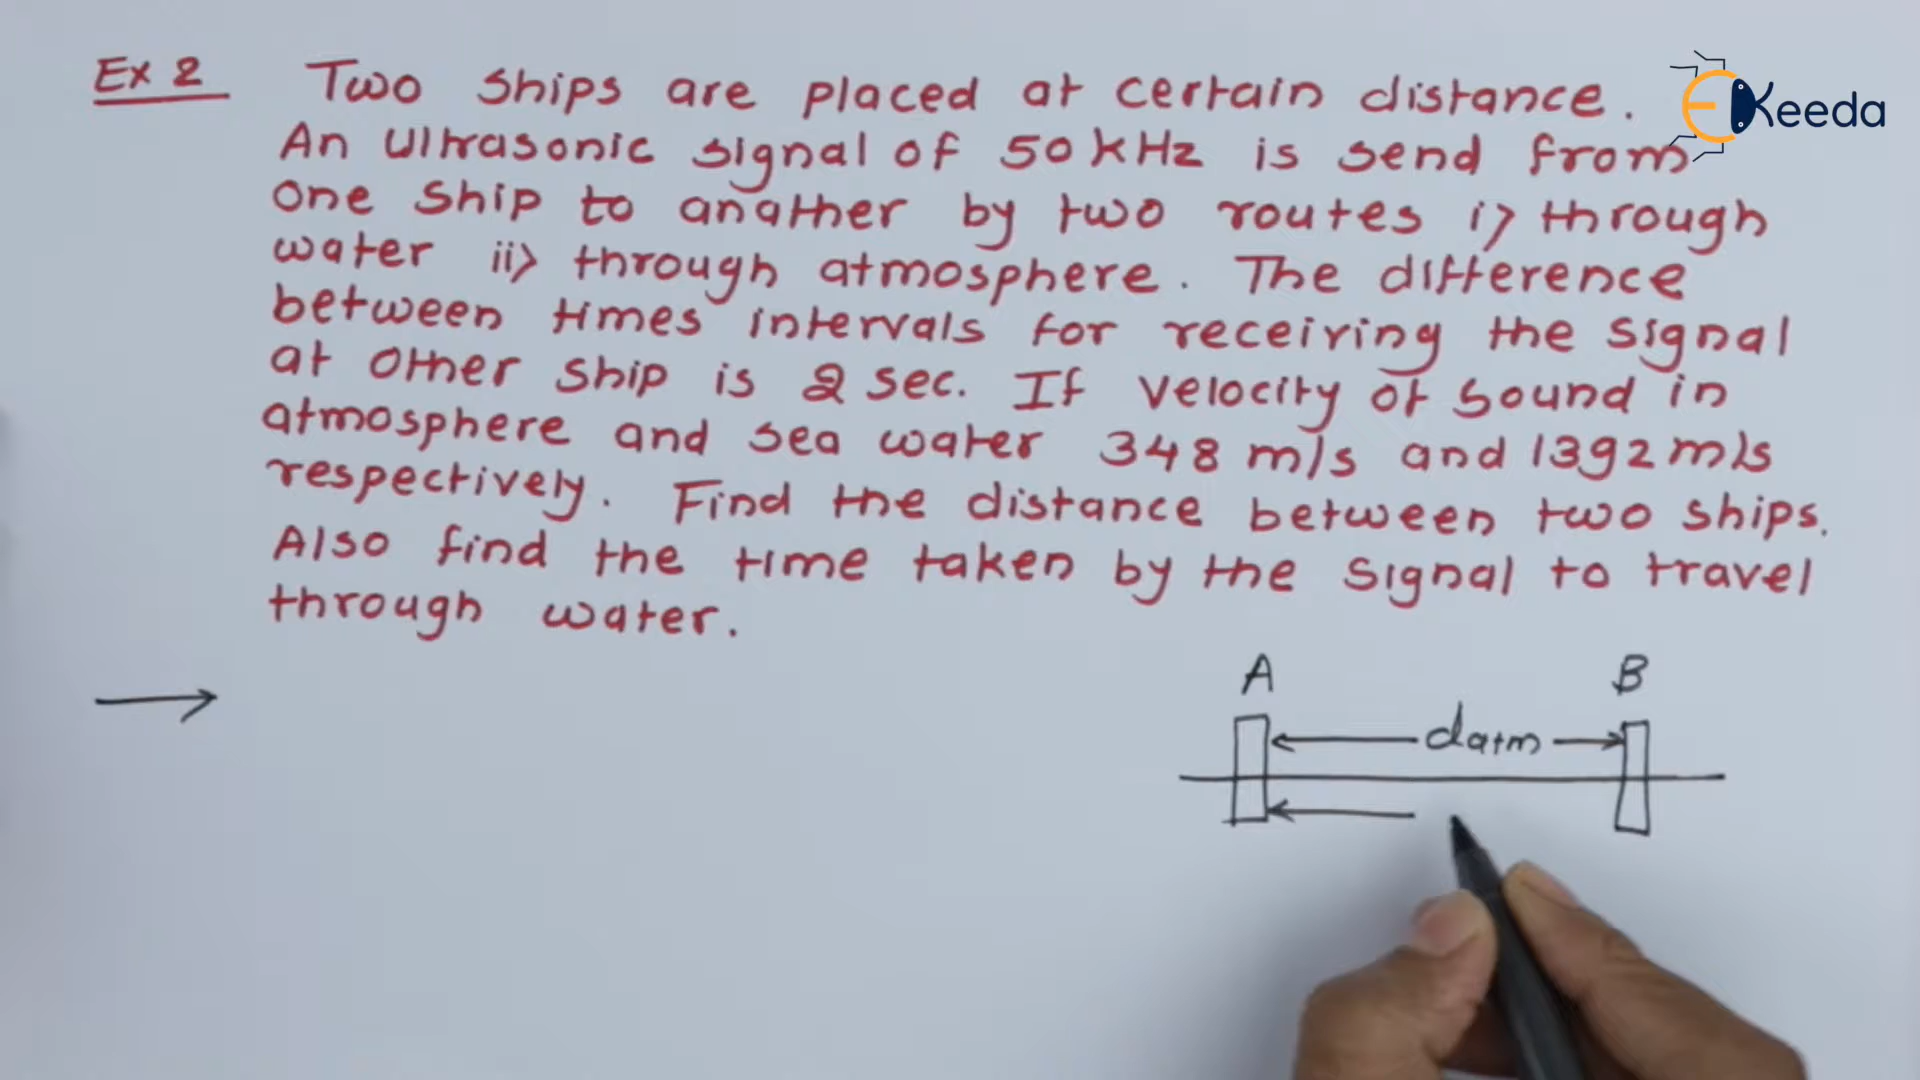 Ex 2 Two ships are placed at certain distance.
An Ultrasonic signal of 50 kHz is send from
one ship to anather by two routes i> through
water ii> through atmosphere. The difference
between times intervals for receiving the signal
at other ship is 2 sec. If velocity of sound in
atmosphere and sea water 348 m/s and 1392 m/s
respectively. Find the distance between two ships.
Also find the time taken by the signal to travel
through water.
A B
datm
EKeeda